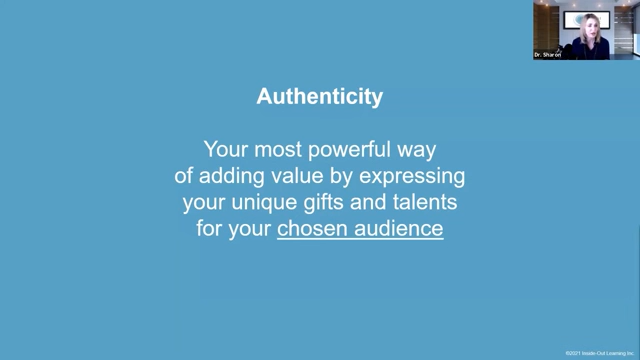 Dr. Sharon
Authenticity
Your most powerful way
of adding value by expressing
your unique gifts and talents
for your chosen audience
©2021 Inside-Out Learning Inc.